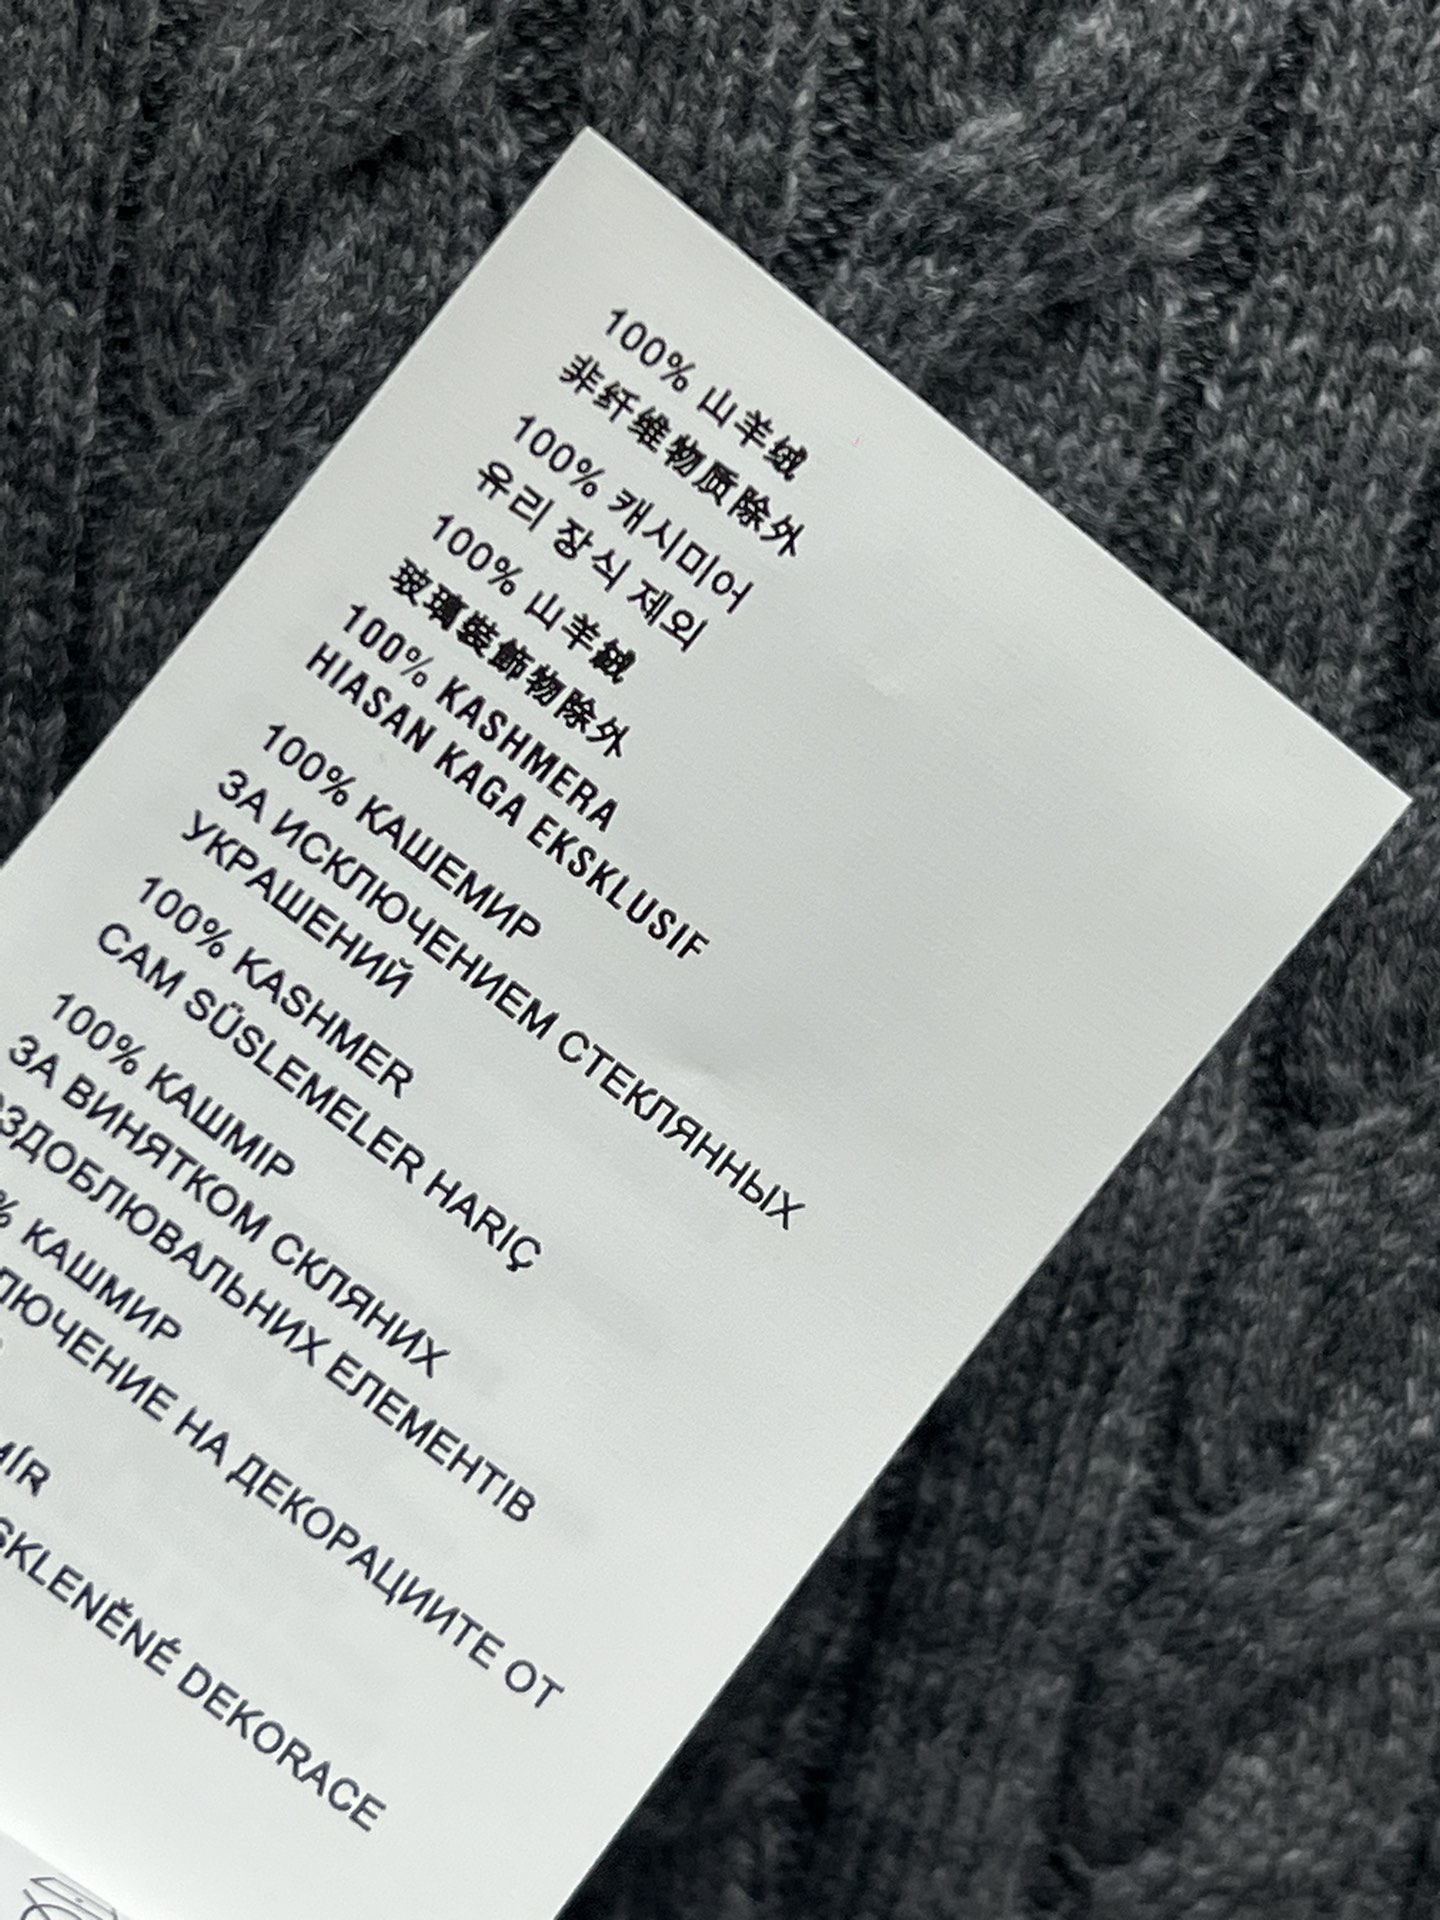 100% 山羊绒
非纤维物质除外
100% 캐시미어
유리 장식 제외
100% 山羊絨
玻璃裝飾物除外
100% KASHMERA
HIASAN KAGA EKSKLUSIF
100% КАШЕМИР
ЗА ИСКЛЮЧЕНИЕМ СТЕКЛЯННЫХ
УКРАШЕНИЙ
100% KASHMER
CAM SÜSLEMELER HARIÇ
100% КАШМІР
ЗА ВИНЯТКОМ СКЛЯНИХ
ОЗДОБЛЮВАЛЬНИХ ЕЛЕМЕНТІВ
% КАШМИР
ЛЮЧЕНИЕ НА ДЕКОРАЦИИТЕ ОТ
MÍR
SKLENĚNÉ DEKORACE